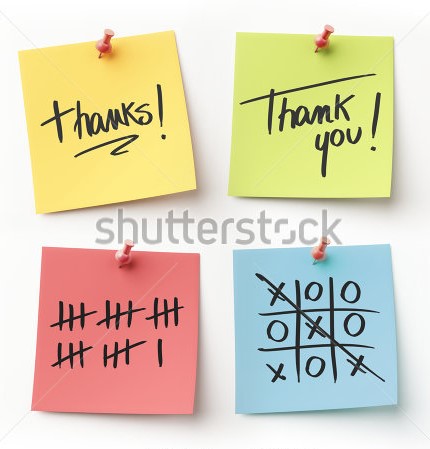 thanks!
Thank
you!
shutterstock
X O O
O X O
X O X